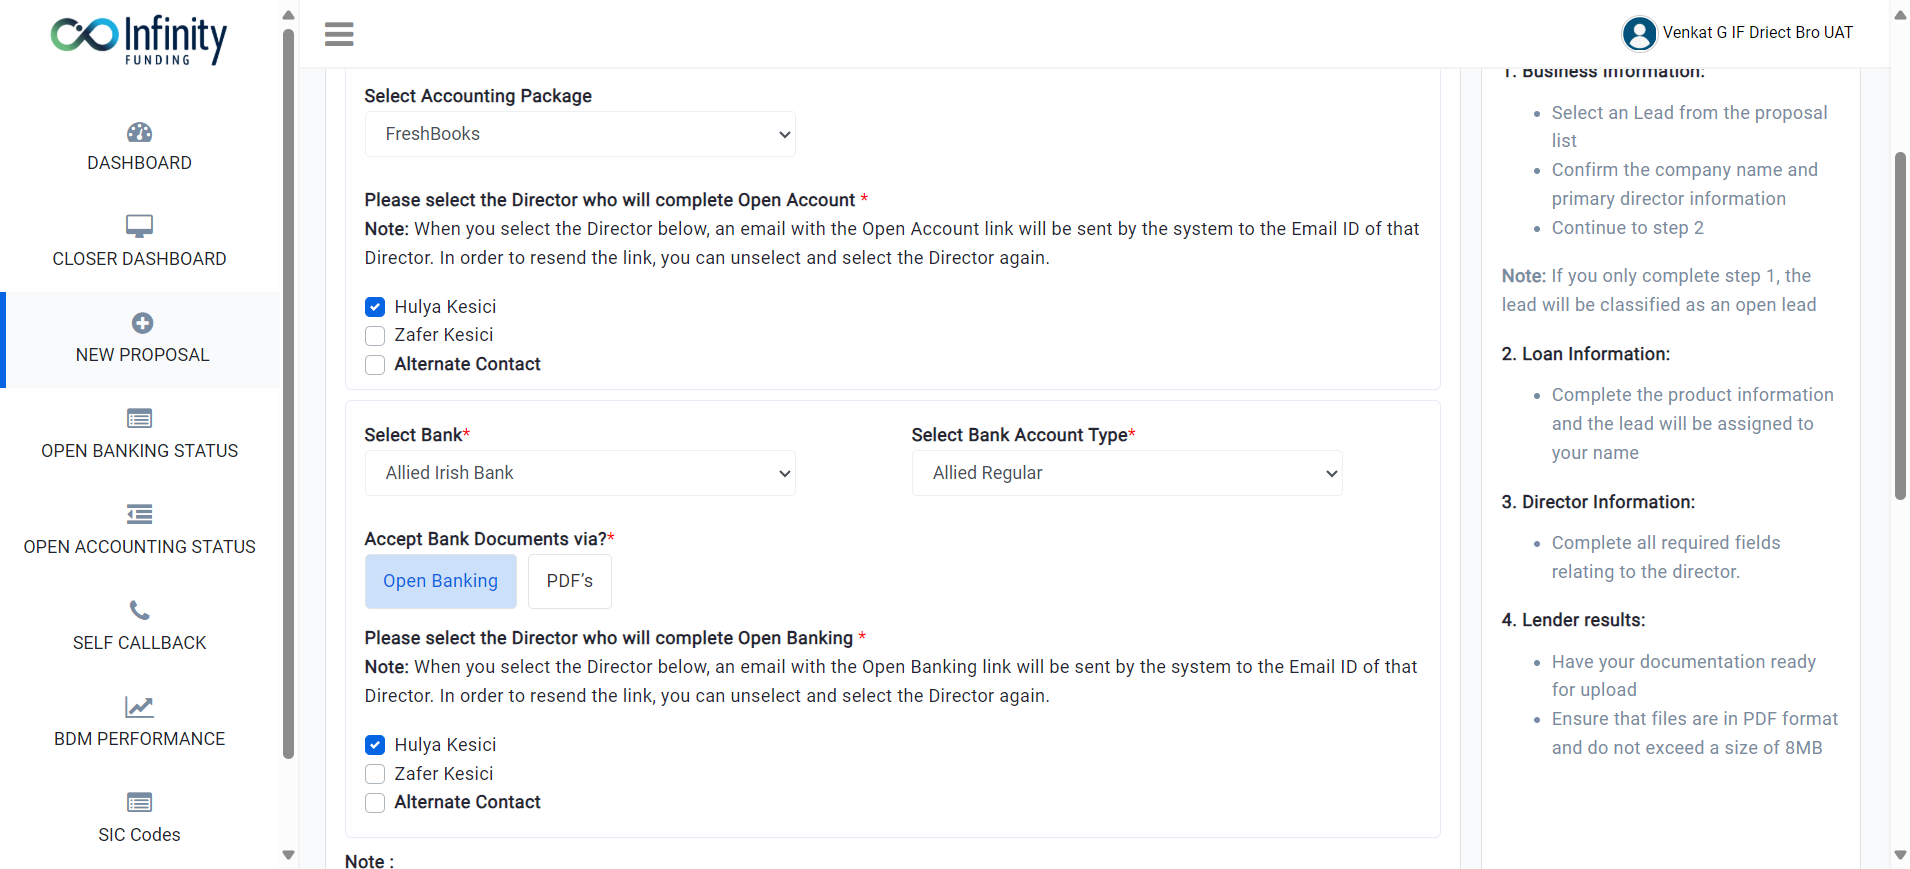 Infinity
FUNDING
DASHBOARD
CLOSER DASHBOARD
NEW PROPOSAL
OPEN BANKING STATUS
OPEN ACCOUNTING STATUS
SELF CALLBACK
BDM PERFORMANCE
SIC Codes
Venkat G IF Driect Bro UAT
Select Accounting Package
FreshBooks
Please select the Director who will complete Open Account *
Note: When you select the Director below, an email with the Open Account link will be sent by the system to the Email ID of that
Director. In order to resend the link, you can unselect and select the Director again.
Hulya Kesici
Zafer Kesici
Alternate Contact
Select Bank*
Select Bank Account Type*
Allied Irish Bank
Allied Regular
Accept Bank Documents via?*
Open Banking
PDF’s
Please select the Director who will complete Open Banking *
Note: When you select the Director below, an email with the Open Banking link will be sent by the system to the Email ID of that
Director. In order to resend the link, you can unselect and select the Director again.
Hulya Kesici
Zafer Kesici
Alternate Contact
Note :
1. Business Information:
Select an Lead from the proposal
list
Confirm the company name and
primary director information
Continue to step 2
Note: If you only complete step 1, the
lead will be classified as an open lead
2. Loan Information:
Complete the product information
and the lead will be assigned to
your name
3. Director Information:
Complete all required fields
relating to the director.
4. Lender results:
Have your documentation ready
for upload
Ensure that files are in PDF format
and do not exceed a size of 8MB